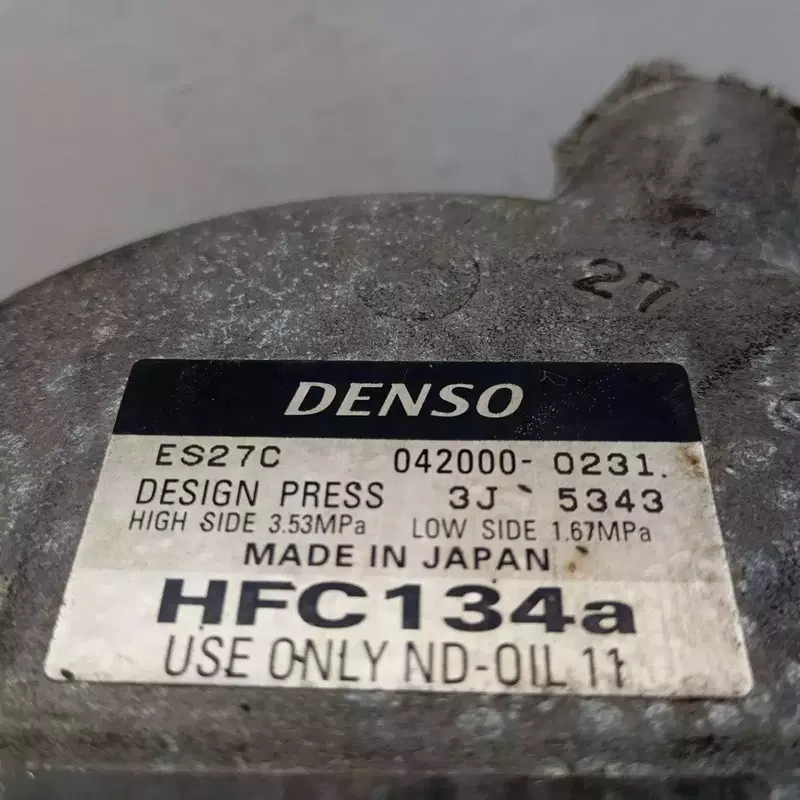 27
DENSO
ES27C 042000- 0231.
DESIGN PRESS 3J 5343
HIGH SIDE 3.53MPa LOW SIDE 1.67MPa
MADE IN JAPAN
HFC134a
USE ONLY ND-OIL 11